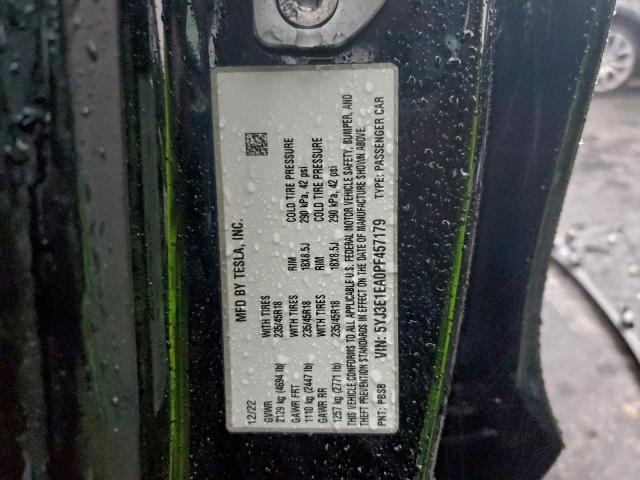 MFD BY TESLA, INC.
12/22
GVWR
2129 kg (4694 lb)
GAWR FRT WITH TIRES RIM COLD TIRE PRESSURE
1110 kg (2447 lb) 235/45R18 18X8.5J 290 kPa, 42 psi
GAWR RR WITH TIRES RIM COLD TIRE PRESSURE
1257 kg (2771 lb) 235/45R18 18X8.5J 290 kPa, 42 psi
THIS VEHICLE CONFORMS TO ALL APPLICABLE U.S. FEDERAL MOTOR VEHICLE SAFETY, BUMPER, AND
THEFT PREVENTION STANDARDS IN EFFECT ON THE DATE OF MANUFACTURE SHOWN ABOVE.
PNT: PBSB VIN: 5YJ3E1EA0PF457179 TYPE: PASSENGER CAR